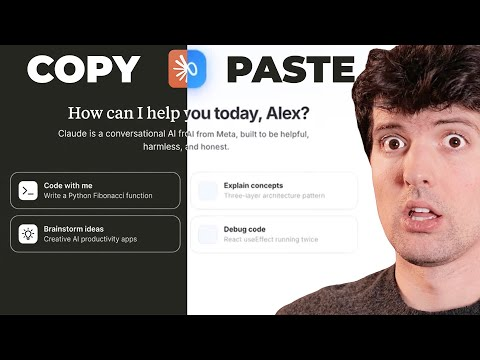 COPY PASTE
How can I help you today, Alex?
Claude is a conversational AI frAI from Meta, built to be helpful,
harmless, and honest.
Code with me
Write a Python Fibonacci function
Explain concepts
Three-layer architecture pattern
Brainstorm ideas
Creative AI productivity apps
Debug code
React useEffect running twice